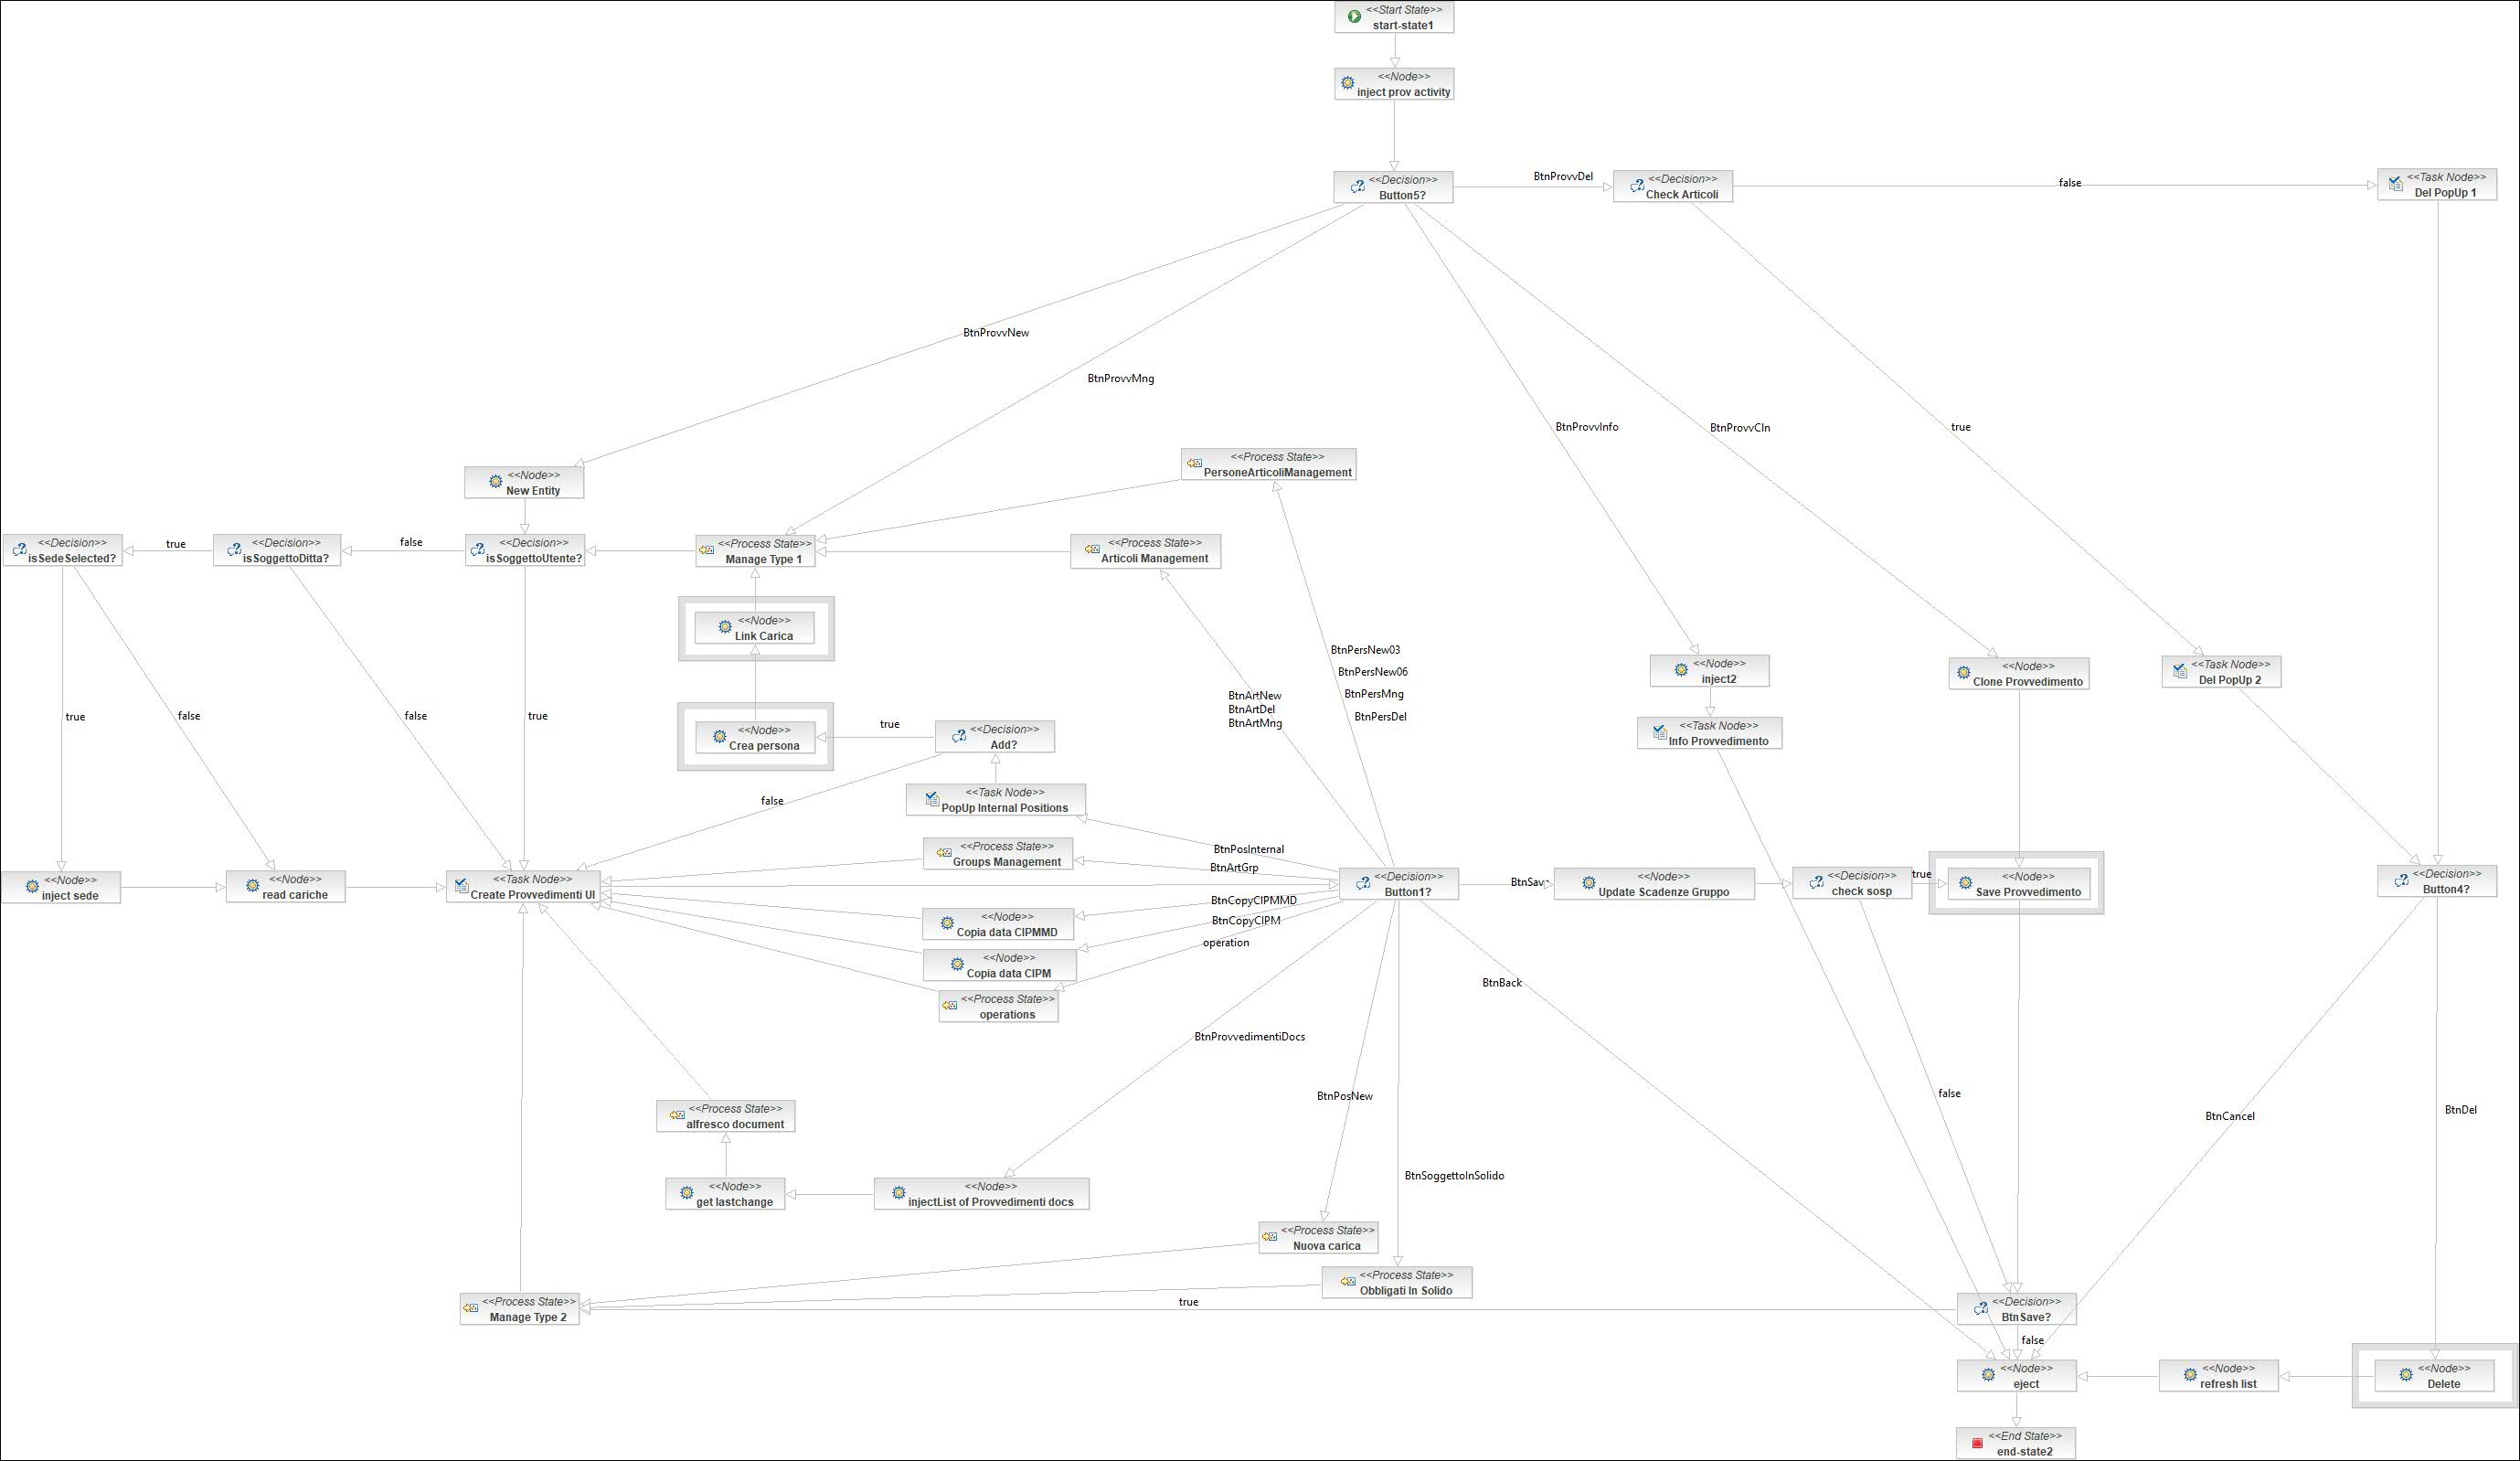 <<Start State>>
start-state1
<<Node>>
inject prov activity
<<Decision>>
Button5?
BtnProvvDel
<<Decision>>
Check Articoli
false
<<Task Node>>
Del PopUp 1
BtnProvvNew
BtnProvvMng
BtnProvvInfo
BtnProvvCln
true
<<Process State>>
PersoneArticoliManagement
<<Node>>
New Entity
<<Decision>>
isSedeSelected?
true
<<Decision>>
isSoggettoDitta?
false
<<Decision>>
isSoggettoUtente?
<<Process State>>
Manage Type 1
<<Process State>>
Articoli Management
<<Node>>
Link Carica
BtnPersNew03
BtnPersNew06
BtnPersMng
BtnPersDel
<<Node>>
inject2
<<Node>>
Clone Provvedimento
<<Task Node>>
Del PopUp 2
BtnArtNew
BtnArtDel
BtnArtMng
true
false
false
true
<<Node>>
Crea persona
true
<<Decision>>
Add?
<<Task Node>>
Info Provvedimento
false
<<Task Node>>
PopUp Internal Positions
BtnPosInternal
<<Process State>>
Groups Management
BtnArtGrp
<<Node>>
inject sede
<<Node>>
read cariche
<<Task Node>>
Create Provvedimenti UI
<<Decision>>
Button1?
BtnSave
<<Node>>
Update Scadenze Gruppo
<<Decision>>
check sosp
true
<<Node>>
Save Provvedimento
<<Decision>>
Button4?
BtnCopyCIPMMD
<<Node>>
Copia data CIPMMD
BtnCopyCIPM
operation
<<Node>>
Copia data CIPM
<<Process State>>
operations
BtnBack
BtnProvvedimentiDocs
BtnPosNew
false
BtnCancel
BtnDel
<<Process State>>
alfresco document
BtnSoggettoInSolido
<<Node>>
get lastchange
<<Node>>
injectList of Provvedimenti docs
<<Process State>>
Nuova carica
<<Process State>>
Obbligati In Solido
<<Process State>>
Manage Type 2
true
<<Decision>>
BtnSave?
false
<<Node>>
eject
<<Node>>
refresh list
<<Node>>
Delete
<<End State>>
end-state2